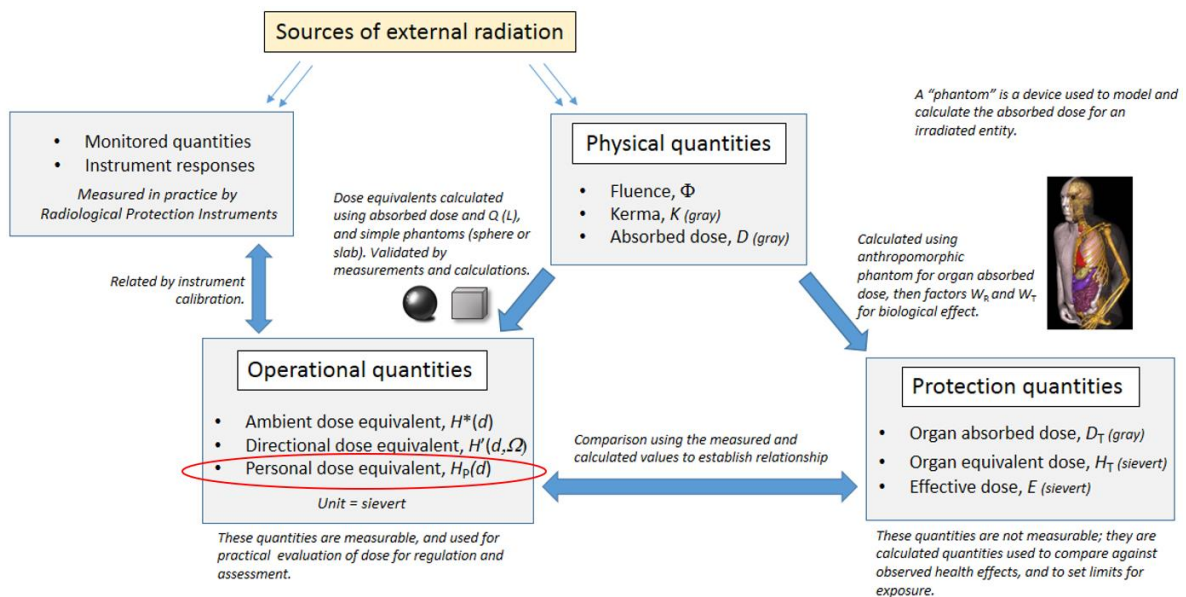 Sources of external radiation
• Monitored quantities
• Instrument responses
Measured in practice by
Radiological Protection Instruments
Physical quantities
• Fluence, Φ
• Kerma, K (gray)
• Absorbed dose, D (gray)
A “phantom” is a device used to model and
calculate the absorbed dose for an
irradiated entity.
Dose equivalents calculated
using absorbed dose and Q (L),
and simple phantoms (sphere or
slab). Validated by
measurements and calculations.
Calculated using
anthropomorphic
phantom for organ absorbed
dose, then factors WR and WT
for biological effect.
Related by instrument
calibration.
Operational quantities
• Ambient dose equivalent, H*(d)
• Directional dose equivalent, H′(d,Ω)
• Personal dose equivalent, HP(d)
Unit = sievert
These quantities are measurable, and used for
practical evaluation of dose for regulation and
assessment.
Comparison using the measured and
calculated values to establish relationship
Protection quantities
• Organ absorbed dose, DT (gray)
• Organ equivalent dose, HT (sievert)
• Effective dose, E (sievert)
These quantities are not measurable; they are
calculated quantities used to compare against
observed health effects, and to set limits for
exposure.